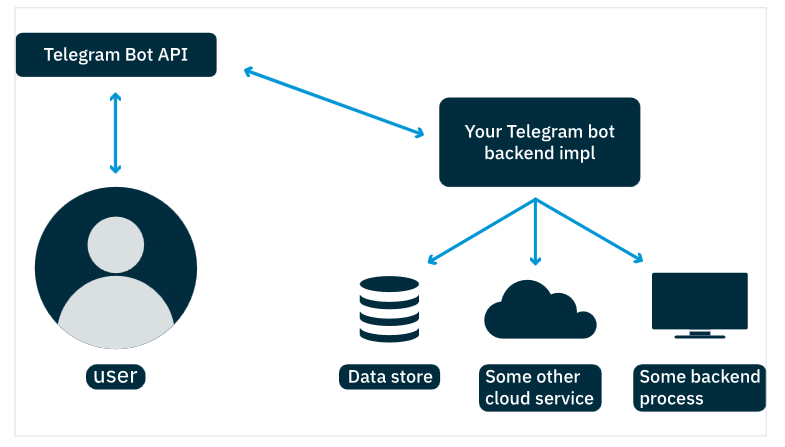 Telegram Bot API
Your Telegram bot
backend impl
user
Data store
Some other
cloud service
Some backend
process